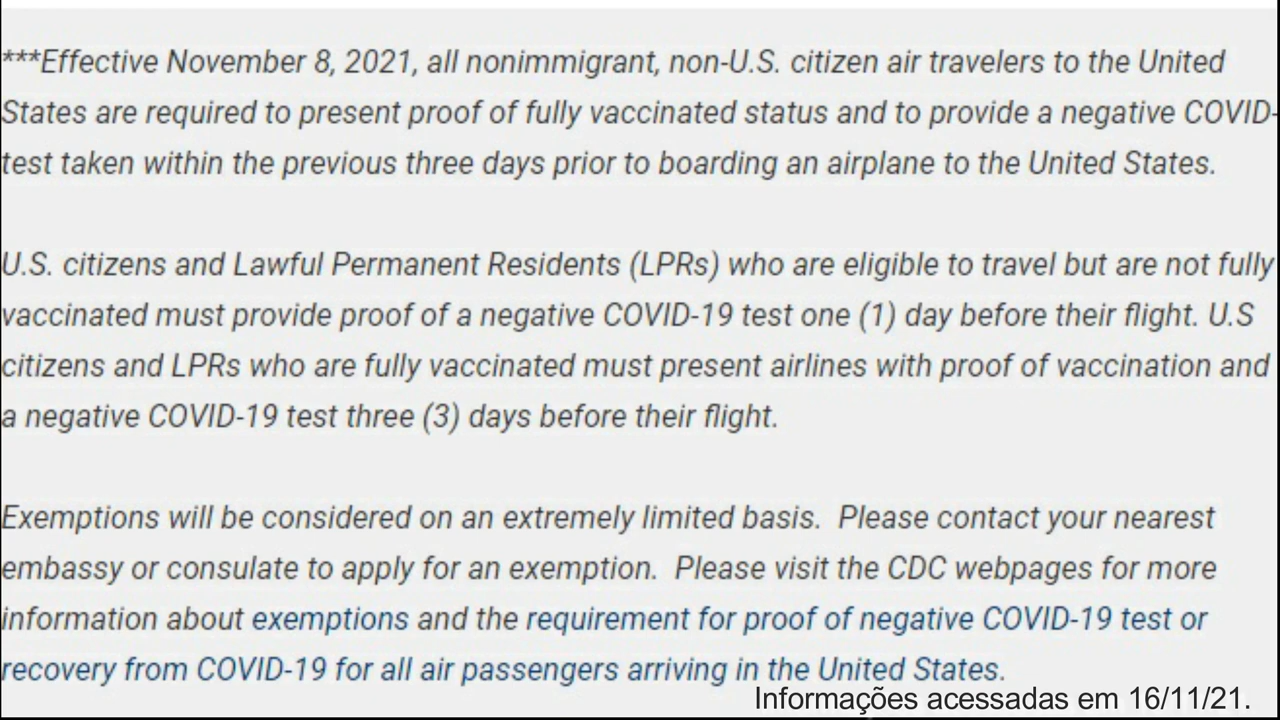 ***Effective November 8, 2021, all nonimmigrant, non-U.S. citizen air travelers to the United
States are required to present proof of fully vaccinated status and to provide a negative COVID-
test taken within the previous three days prior to boarding an airplane to the United States.
U.S. citizens and Lawful Permanent Residents (LPRs) who are eligible to travel but are not fully
vaccinated must provide proof of a negative COVID-19 test one (1) day before their flight. U.S
citizens and LPRs who are fully vaccinated must present airlines with proof of vaccination and
a negative COVID-19 test three (3) days before their flight.
Exemptions will be considered on an extremely limited basis.  Please contact your nearest
embassy or consulate to apply for an exemption.  Please visit the CDC webpages for more
information about exemptions and the requirement for proof of negative COVID-19 test or
recovery from COVID-19 for all air passengers arriving in the United States.
Informações acessadas em 16/11/21.